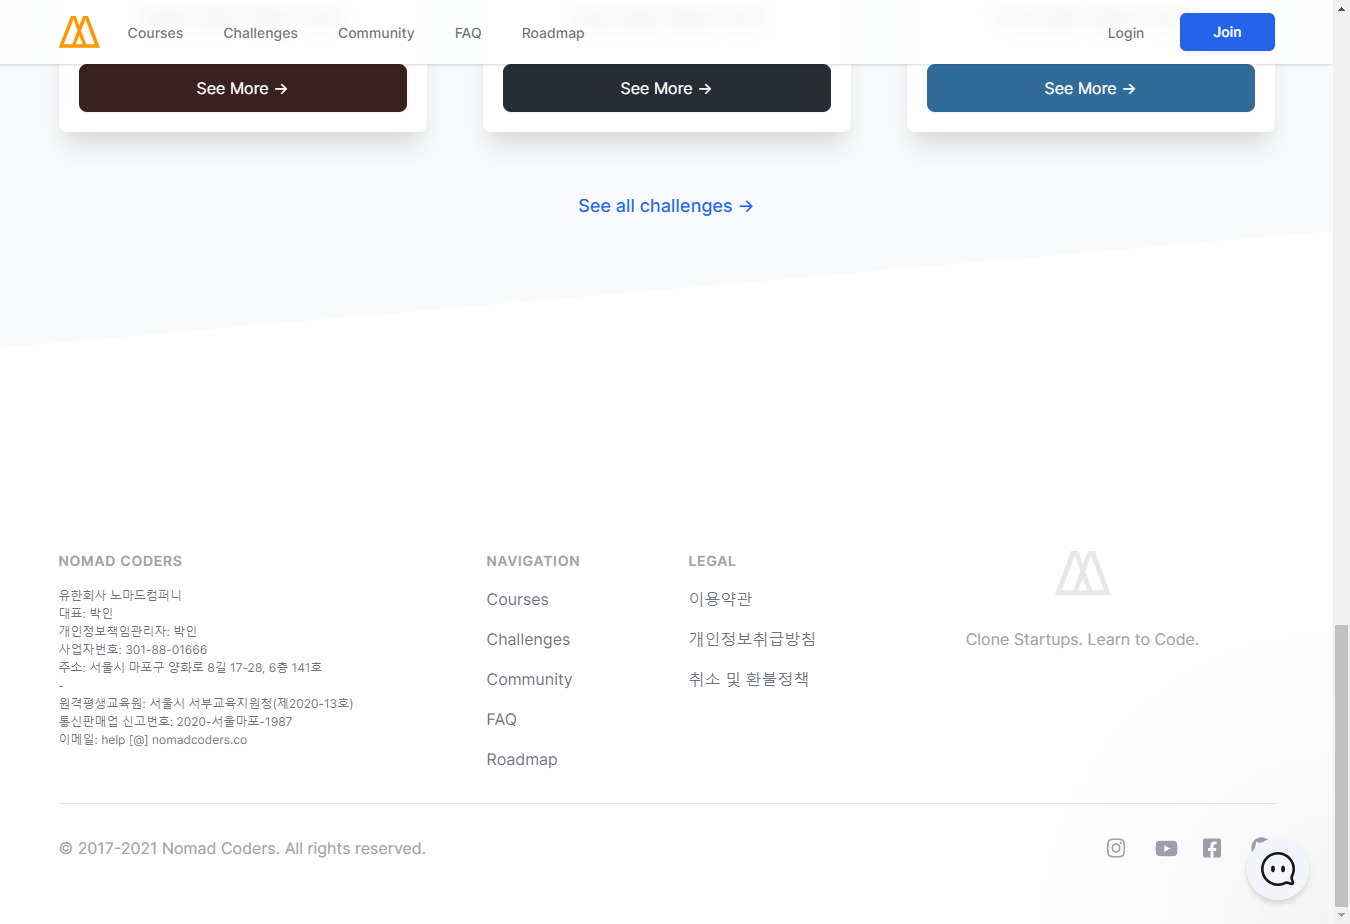 Courses
Challenges
Community
FAQ
Roadmap
Login
Join
See More →
See More →
See More →
See all challenges →
NOMAD CODERS
유한회사 노마드컴퍼니
대표: 박인
개인정보책임관리자: 박인
사업자번호: 301-88-01666
주소: 서울시 마포구 양화로 8길 17-28, 6층 141호
-
원격평생교육원: 서울시 서부교육지원청(제2020-13호)
통신판매업 신고번호: 2020-서울마포-1987
이메일: help [@] nomadcoders.co
NAVIGATION
Courses
Challenges
Community
FAQ
Roadmap
LEGAL
이용약관
개인정보취급방침
취소 및 환불정책
Clone Startups. Learn to Code.
© 2017-2021 Nomad Coders. All rights reserved.